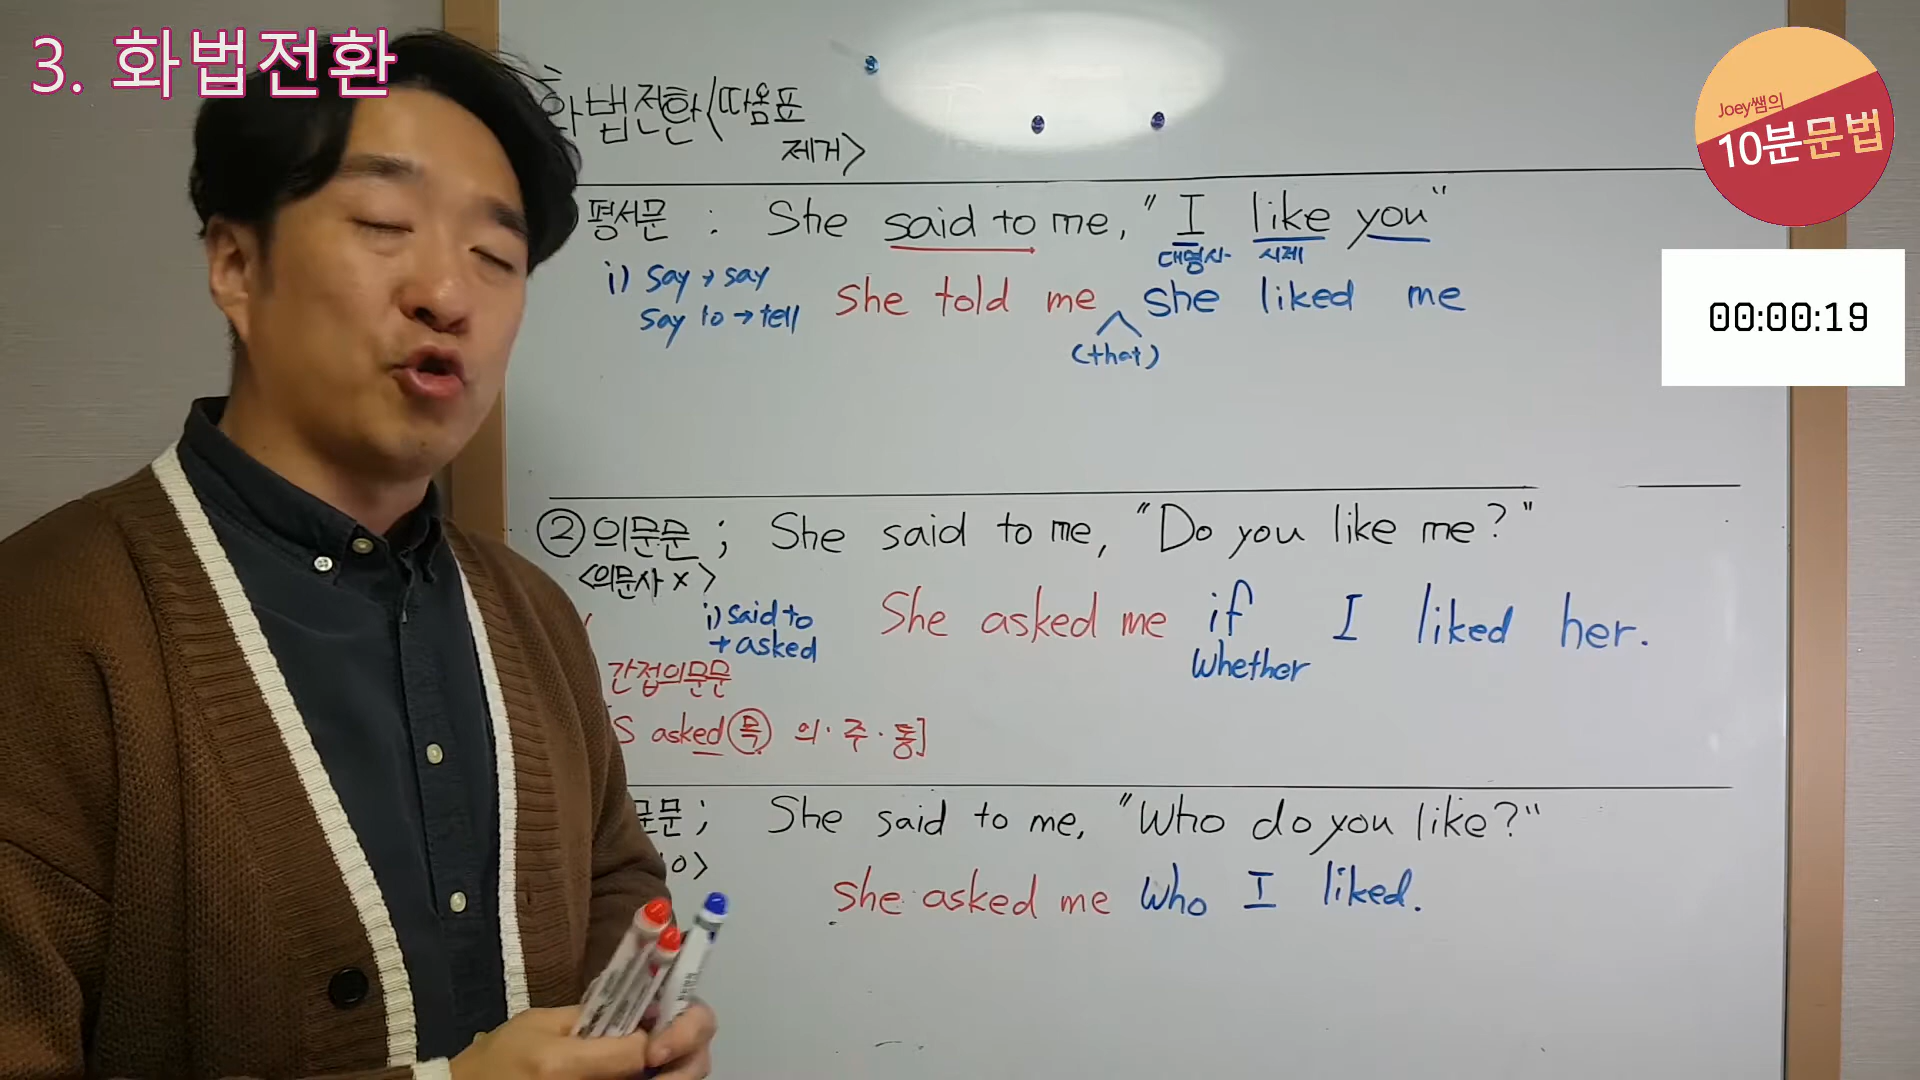 3. 화법전환
Joey쌤의
10분문법
00:00:19
화법전환<따옴표
제거>
평서문 : She said to me, "I like you"
대명사 시제
i) say → say
say to → tell
She told me she liked me
(that)
② 의문문 ; She said to me, "Do you like me?"
<의문사 x>
i) said to
→ asked
She asked me if I liked her.
whether
간접의문문
S asked 목 의·주·동]
문문 ; She said to me, "Who do you like?"
She asked me who I liked.